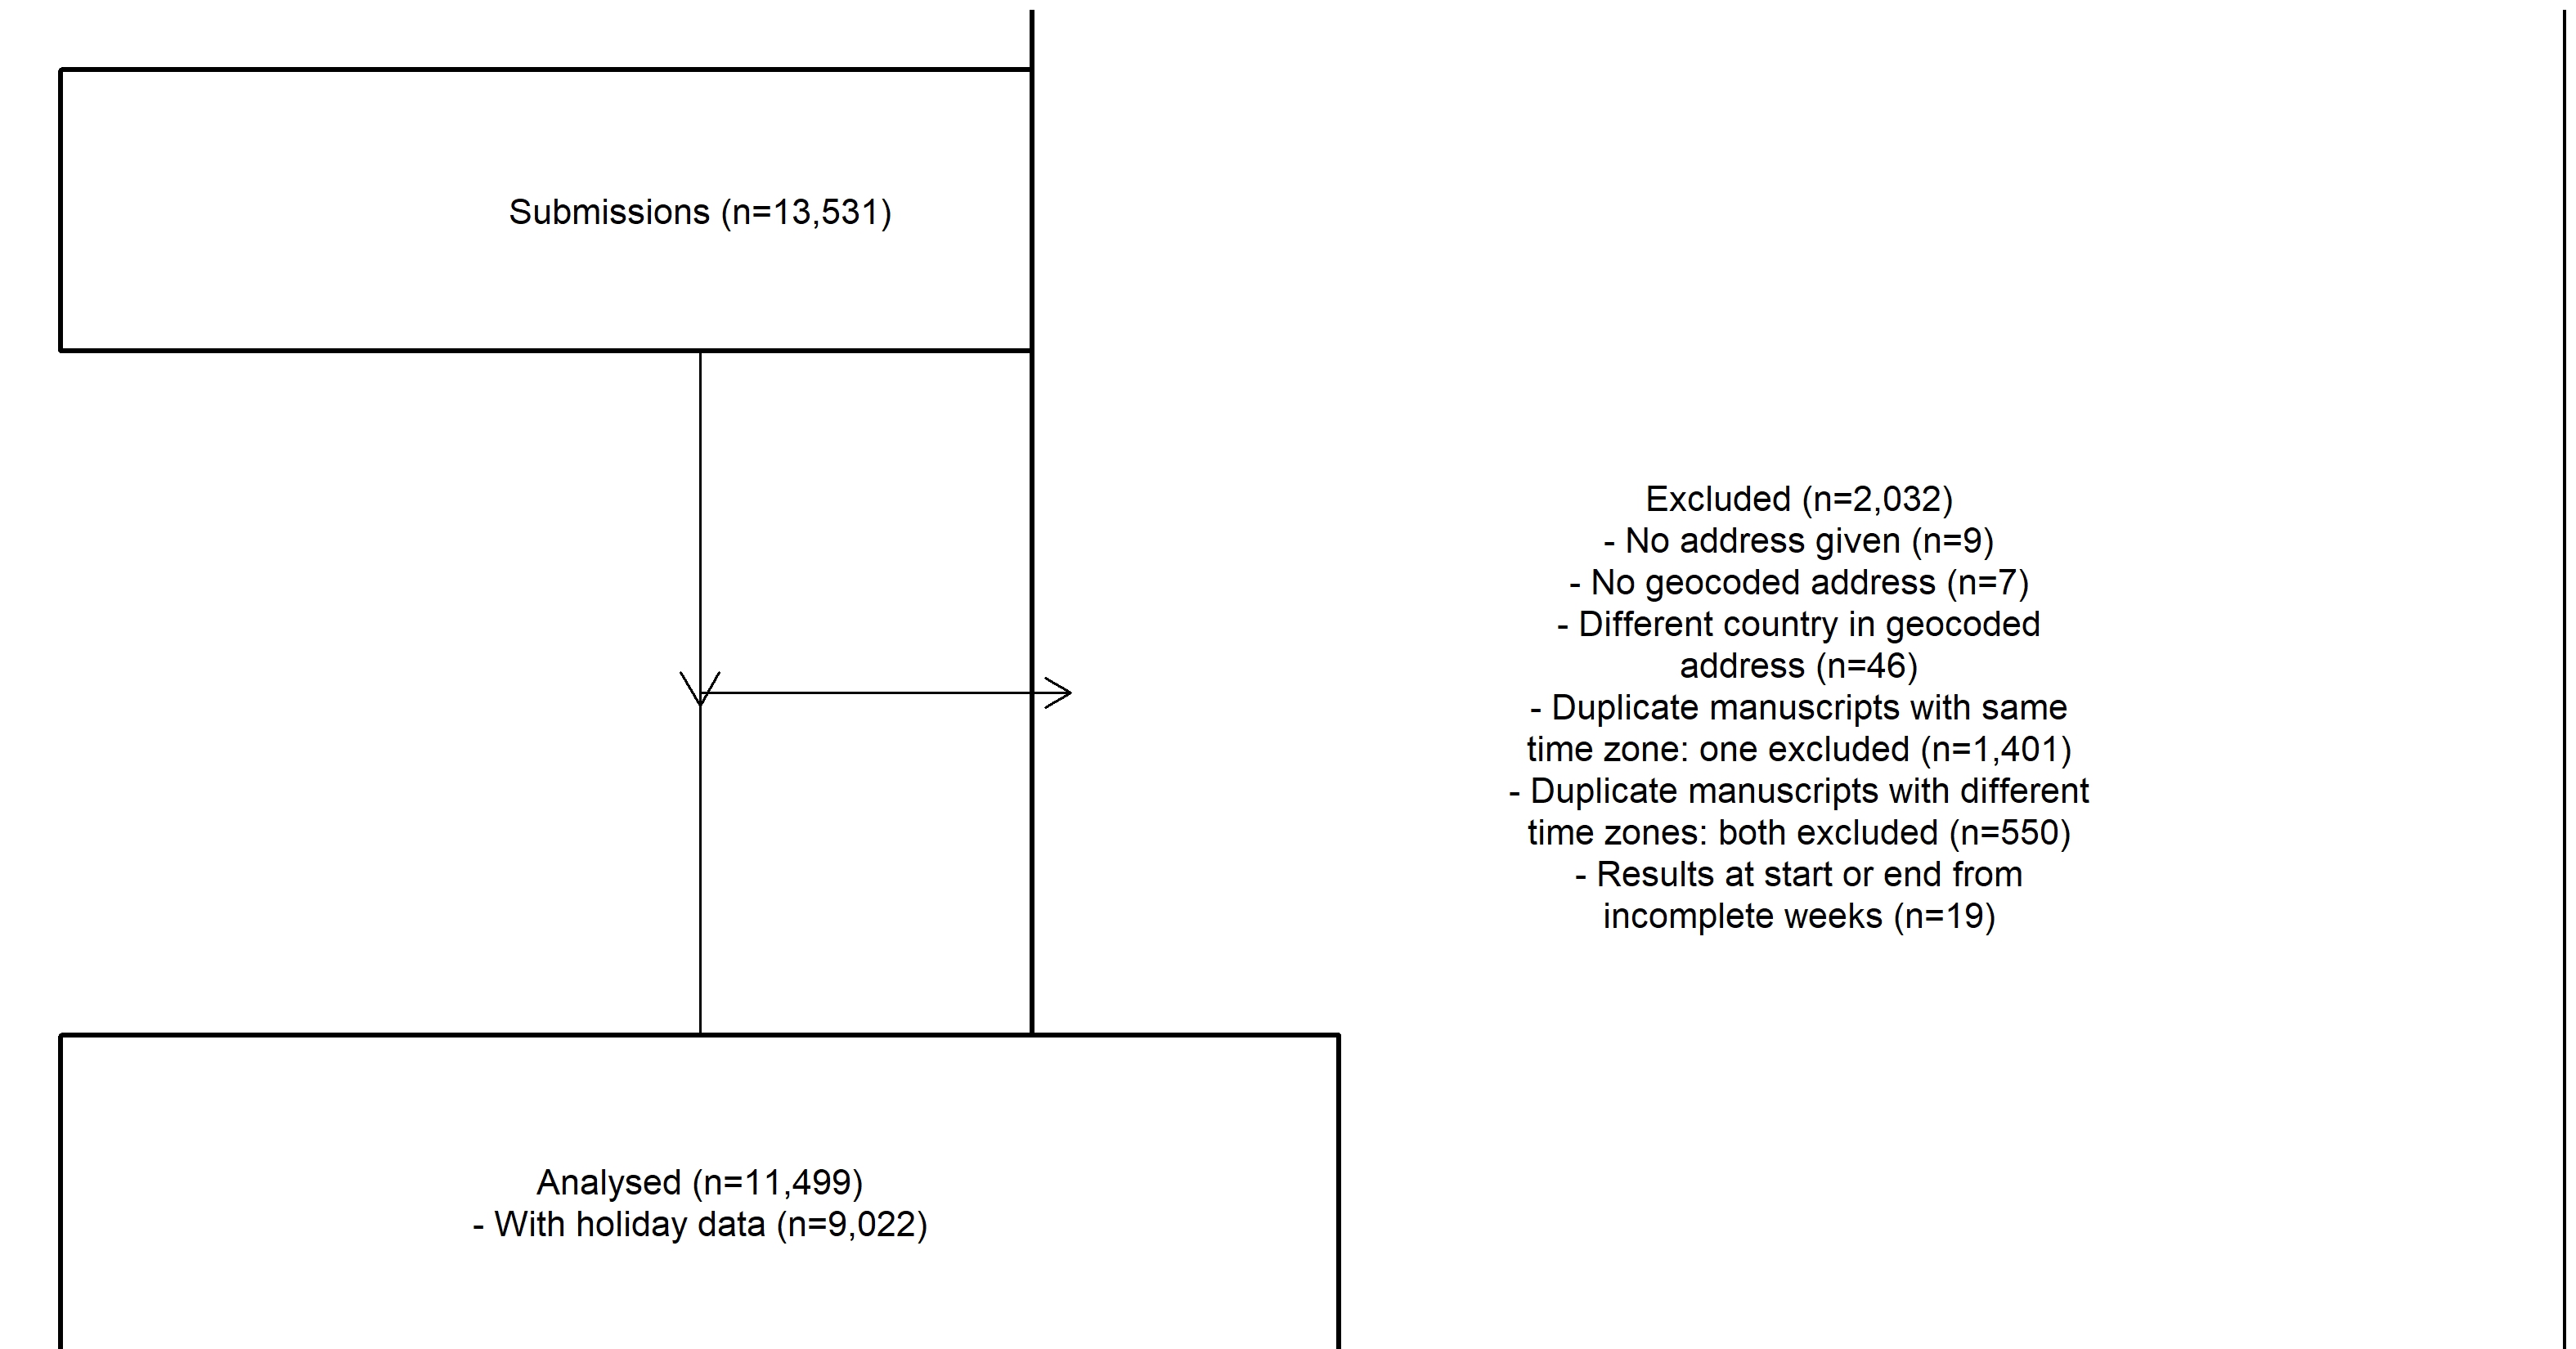 Submissions (n=13,531)
Excluded (n=2,032)
- No address given (n=9)
- No geocoded address (n=7)
- Different country in geocoded
address (n=46)
- Duplicate manuscripts with same
time zone: one excluded (n=1,401)
- Duplicate manuscripts with different
time zones: both excluded (n=550)
- Results at start or end from
incomplete weeks (n=19)
Analysed (n=11,499)
- With holiday data (n=9,022)